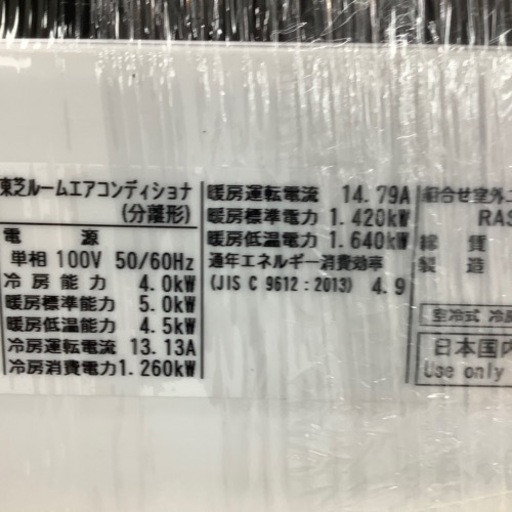 東芝ルームエアコンディショナ
(分離形)
電 源
単相 100V 50/60Hz
冷房能力 4.0kW
暖房標準能力 5.0kW
暖房低温能力 4.5kW
冷房運転電流 13.13A
冷房消費電力1.260kW
暖房運転電流 14.79A
暖房標準電力 1.420kW
暖房低温電力 1.640kW
通年エネルギー消費効率
(JIS C 9612:2013) 4.9
組合せ室外
RAS
総 質
製 造
空冷式 冷房
日本国内
Use only